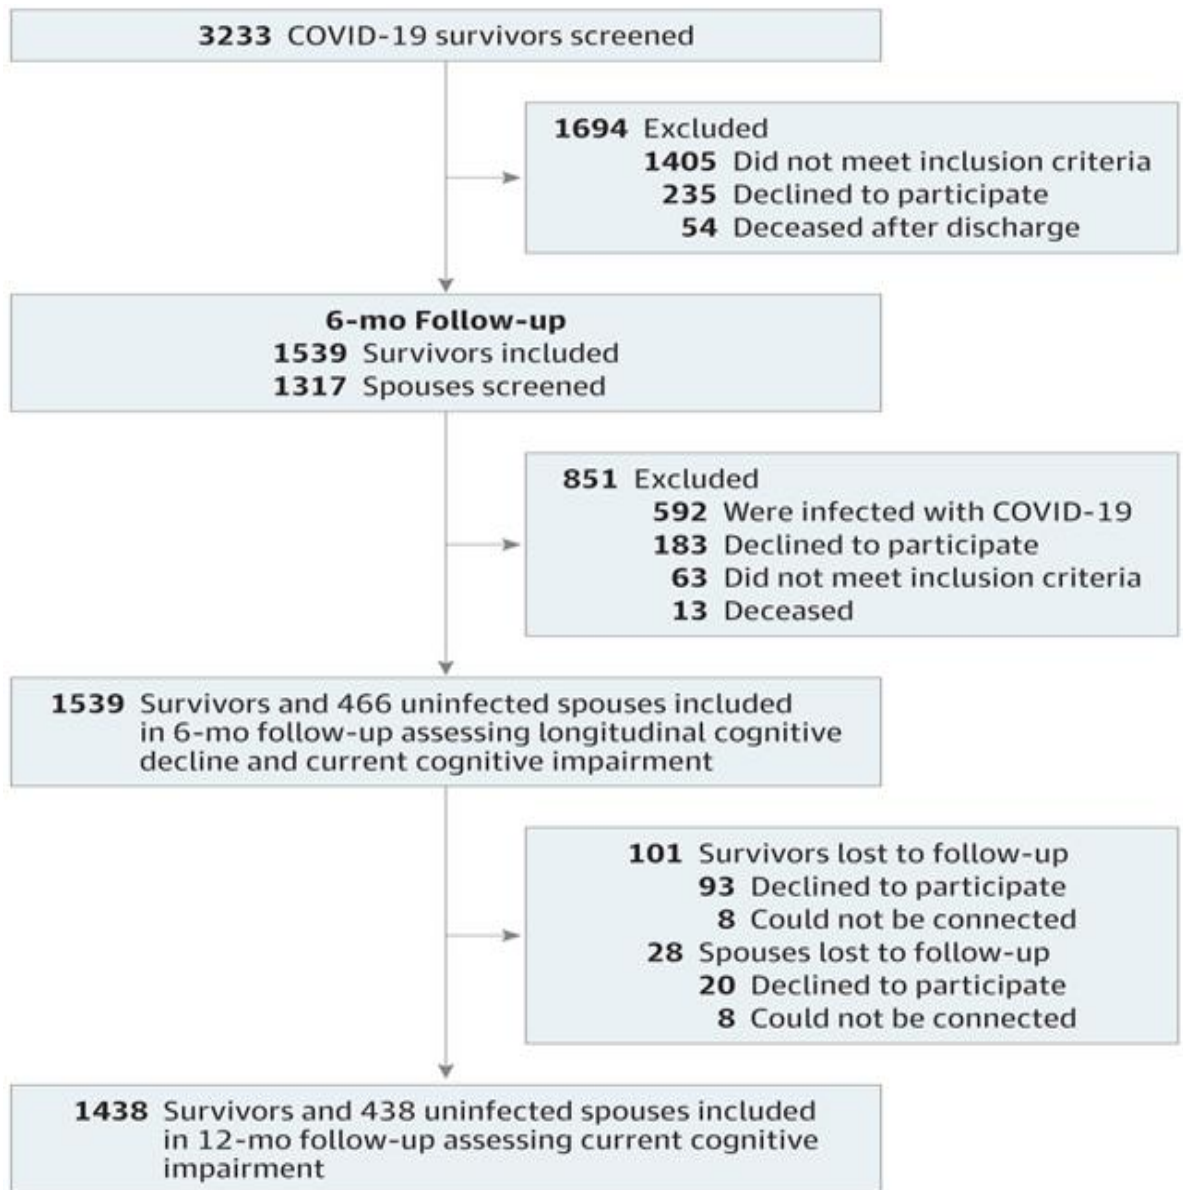 3233 COVID-19 survivors screened
1694 Excluded
1405 Did not meet inclusion criteria
235 Declined to participate
54 Deceased after discharge
6-mo Follow-up
1539 Survivors included
1317 Spouses screened
851 Excluded
592 Were infected with COVID-19
183 Declined to participate
63 Did not meet inclusion criteria
13 Deceased
1539 Survivors and 466 uninfected spouses included
in 6-mo follow-up assessing longitudinal cognitive
decline and current cognitive impairment
101 Survivors lost to follow-up
93 Declined to participate
8 Could not be connected
28 Spouses lost to follow-up
20 Declined to participate
8 Could not be connected
1438 Survivors and 438 uninfected spouses included
in 12-mo follow-up assessing current cognitive
impairment